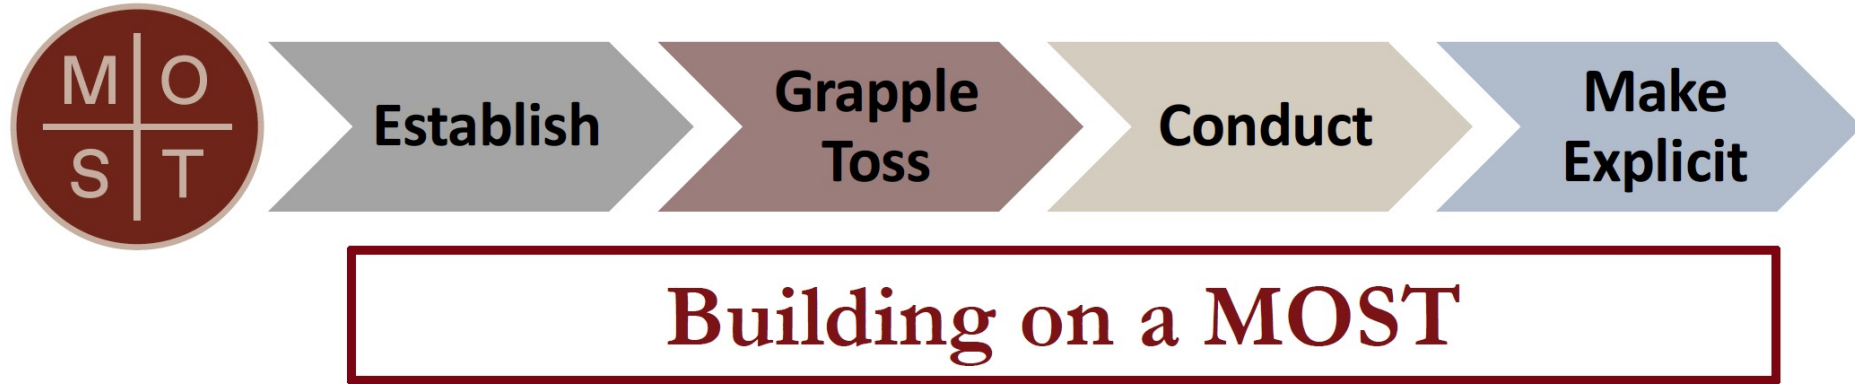 M O
S T
Establish
Grapple
Toss
Conduct
Make
Explicit
Building on a MOST